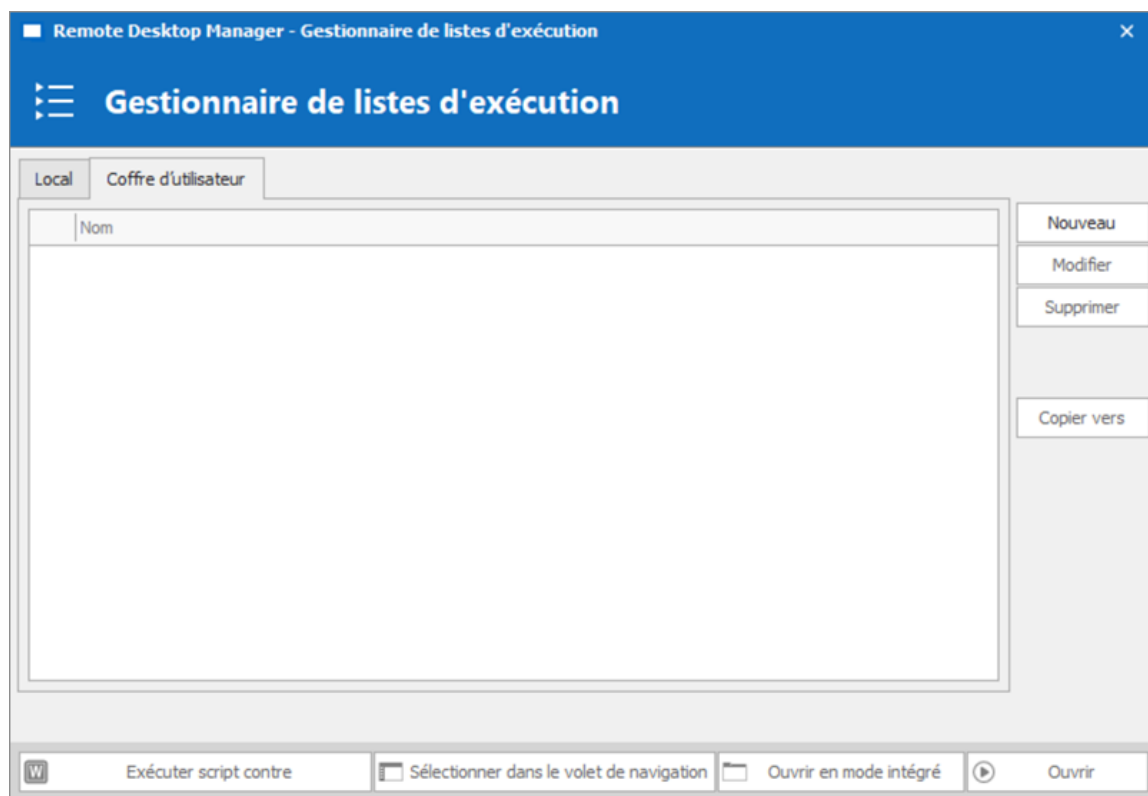 Remote Desktop Manager - Gestionnaire de listes d'exécution
Gestionnaire de listes d'exécution
Local
Coffre d'utilisateur
Nom
Nouveau
Modifier
Supprimer
Copier vers
W Exécuter script contre
Sélectionner dans le volet de navigation
Ouvrir en mode intégré
Ouvrir